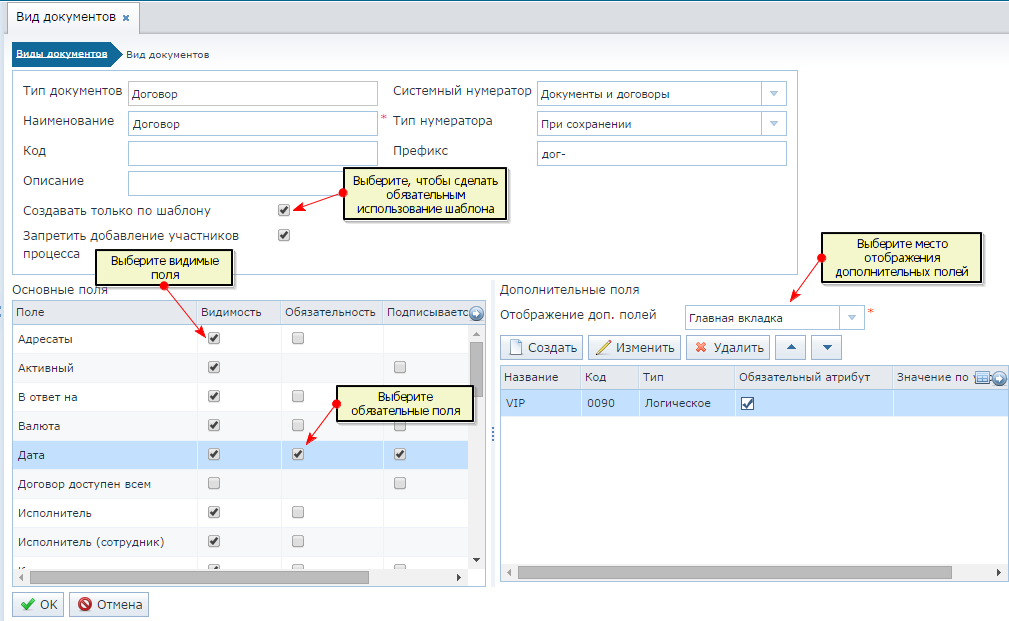 Вид документов ×
Виды документов Вид документов
Тип документов Договор Системный нумератор Документы и договоры
Наименование Договор * Тип нумератора При сохранении
Код Префикс дог-
Описание
Выберите, чтобы сделать
обязательным
использование шаблона
Создавать только по шаблону
Запретить добавление участников
процесса
Выберите видимые
поля
Выберите место
отображения
дополнительных полей
Основные поля
Поле Видимость Обязательность Подписывается
Адресаты
Активный
В ответ на
Валюта
Дата
Договор доступен всем
Исполнитель
Исполнитель (сотрудник)
Выберите
обязательные поля
Дополнительные поля
Отображение доп. полей Главная вкладка *
Создать Изменить Удалить
Название Код Тип Обязательный атрибут Значение по
VIP 0090 Логическое
OK Отмена